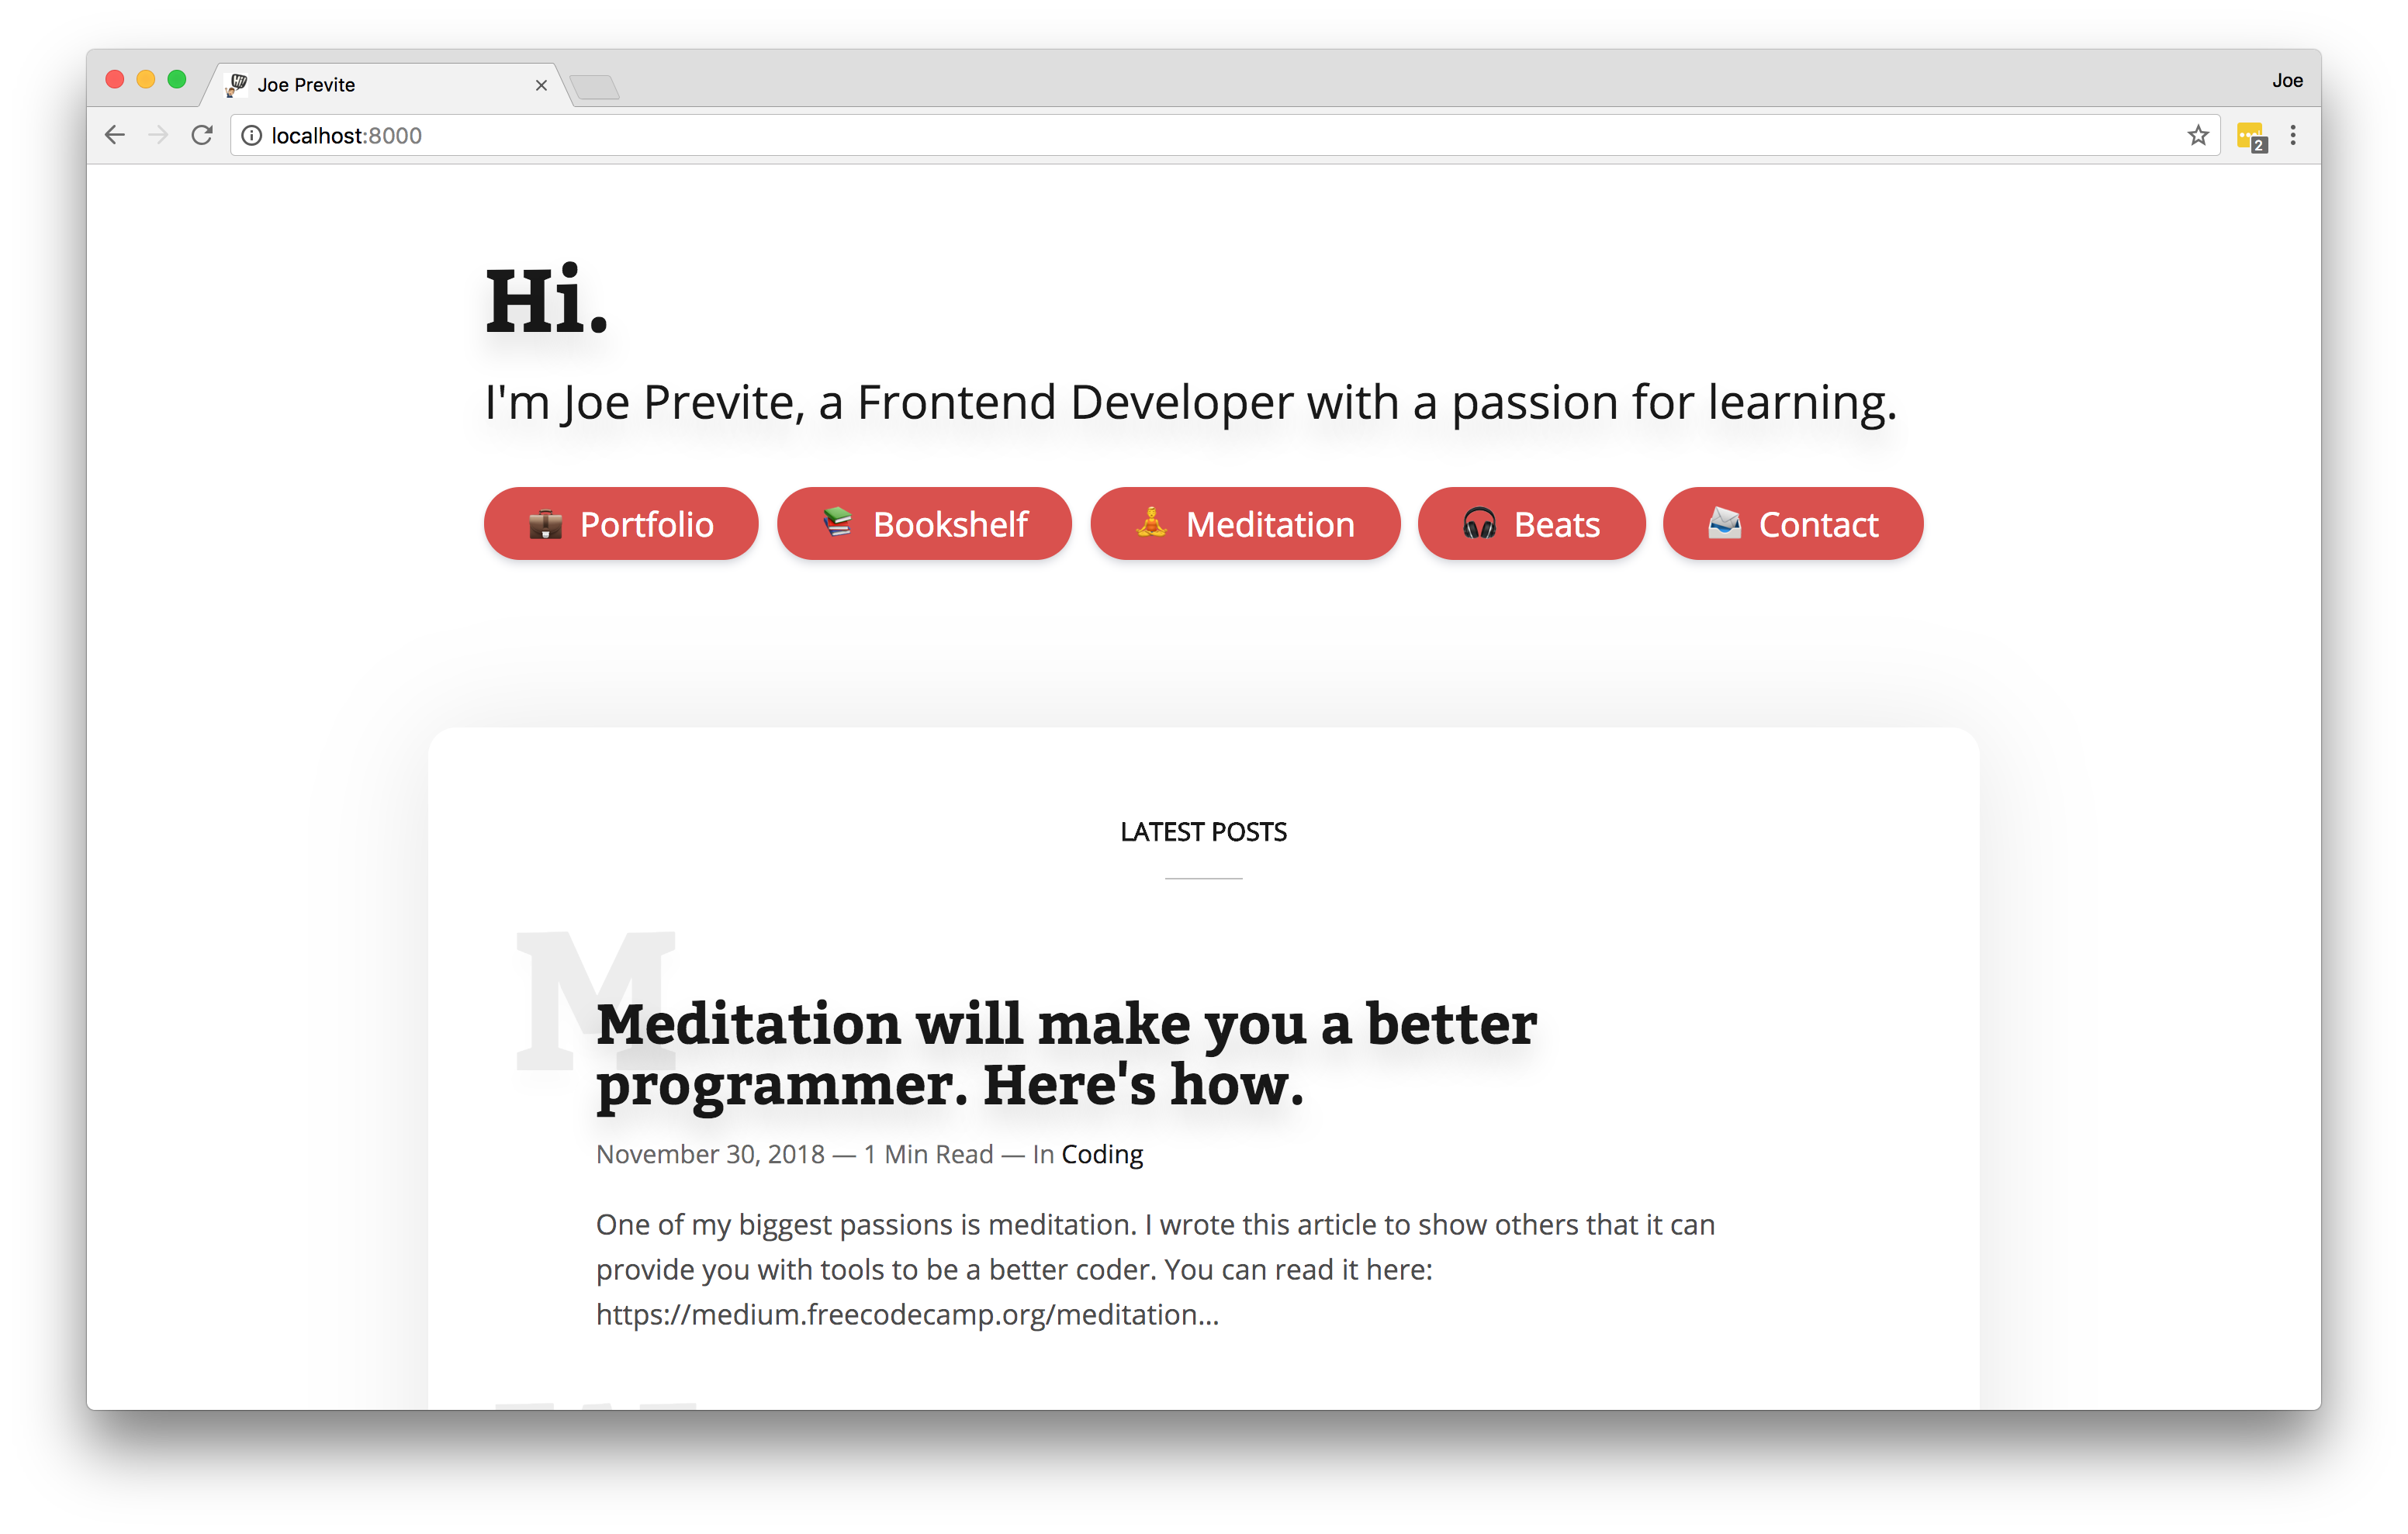 Joe Previte
Joe
localhost:8000
2
Hi.
I'm Joe Previte, a Frontend Developer with a passion for learning.
Portfolio
Bookshelf
Meditation
Beats
Contact
LATEST POSTS
M
Meditation will make you a better
programmer. Here's how.
November 30, 2018 — 1 Min Read — In Coding
One of my biggest passions is meditation. I wrote this article to show others that it can
provide you with tools to be a better coder. You can read it here:
https://medium.freecodecamp.org/meditation...